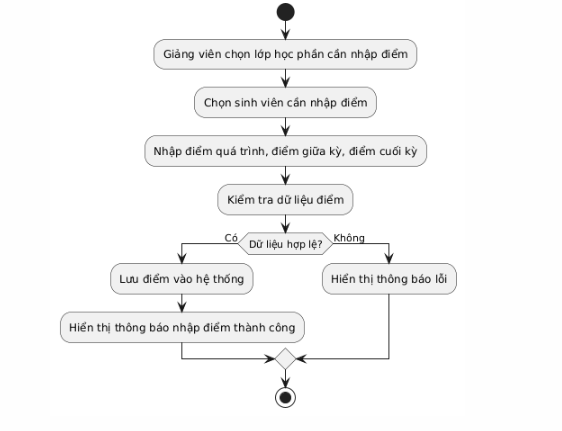 Giảng viên chọn lớp học phần cần nhập điểm
Chọn sinh viên cần nhập điểm
Nhập điểm quá trình, điểm giữa kỳ, điểm cuối kỳ
Kiểm tra dữ liệu điểm
Có
Dữ liệu hợp lệ?
Không
Lưu điểm vào hệ thống
Hiển thị thông báo lỗi
Hiển thị thông báo nhập điểm thành công